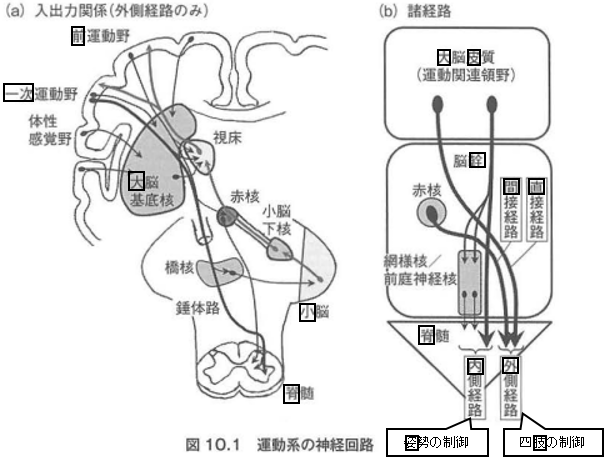 (a) 入出力関係(外側経路のみ)
前運動野
一次運動野
体性
感覚野
視床
大脳
基底核
赤核
小脳
下核
橋核
錘体路
小脳
脊髄
(b) 諸経路
大脳皮質
(運動関連領野)
脳幹
赤核
間接経路
直接経路
網様核/
前庭神経核
脊髄
内側経路
外側経路
姿勢の制御
四肢の制御
図 10.1 運動系の神経回路